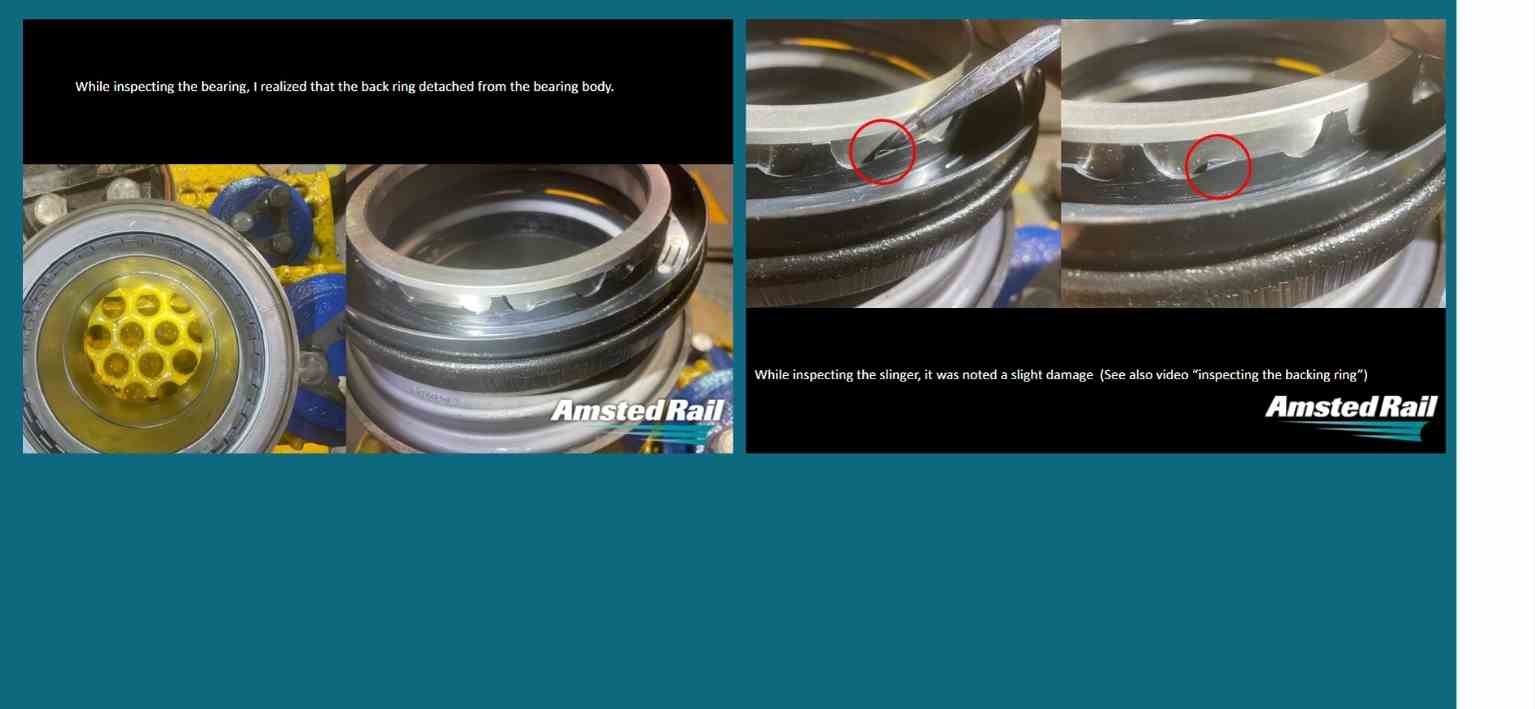 While inspecting the bearing, I realized that the back ring detached from the bearing body.
Amsted Rail
While inspecting the slinger, it was noted a slight damage (See also video “inspecting the backing ring”)
Amsted Rail